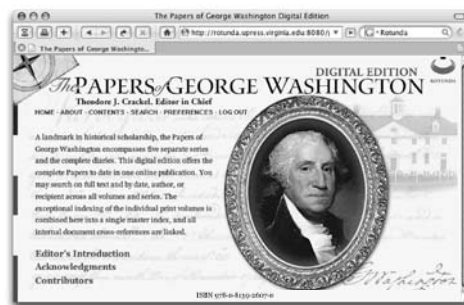 The Papers of George Washington Digital Edition
http://rotunda.upress.virginia.edu:8080/
Rotunda
The Papers of George Washingto...
DIGITAL EDITION
The PAPERS of GEORGE WASHINGTON
ROTUNDA
Theodore J. Crackel, Editor in Chief
HOME · ABOUT · CONTENTS · SEARCH · PREFERENCES · LOG OUT
A landmark in historical scholarship, the Papers of
George Washington encompasses five separate series
and the complete diaries. This digital edition offers the
complete Papers to date in one online publication. You
may search on full text and by date, author, or
recipient across all volumes and series. The
exceptional indexing of the individual print volumes is
combined here into a single master index, and all
internal document cross-references are linked.
Editor's Introduction
Acknowledgments
Contributors
G Washington
ISBN 978-0-8139-2607-0